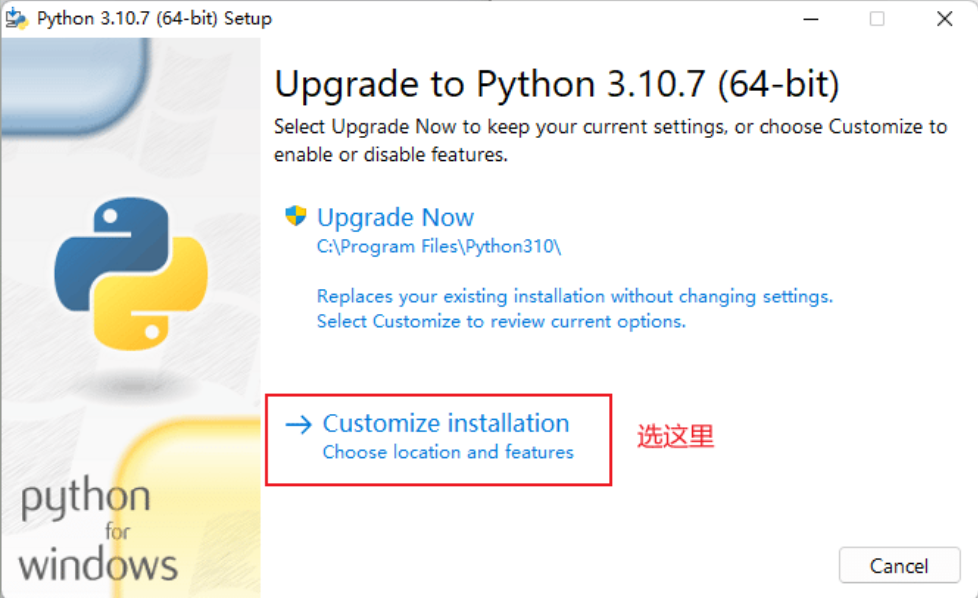 Python 3.10.7 (64-bit) Setup
Upgrade to Python 3.10.7 (64-bit)
Select Upgrade Now to keep your current settings, or choose Customize to
enable or disable features.
Upgrade Now
C:\Program Files\Python310\
Replaces your existing installation without changing settings.
Select Customize to review current options.
Customize installation
Choose location and features
选这里
python
for
windows
Cancel